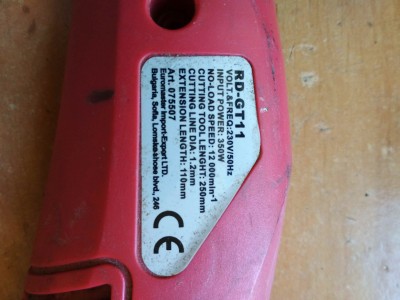 RD-GT11
VOLT.&FREQ:230V/50Hz
INPUT POWER: 350W
NO-LOAD SPEED: 12 000min-¹
CUTTING TOOL LENGHT: 250mm
CUTTING LINE DIA: 1.2mm
EXTENSION LENGTH: 110mm
Art. 075507
Euromaster Import-Export LTD.
Bulgaria, Sofia, Lomsko shose blvd., 246
CE